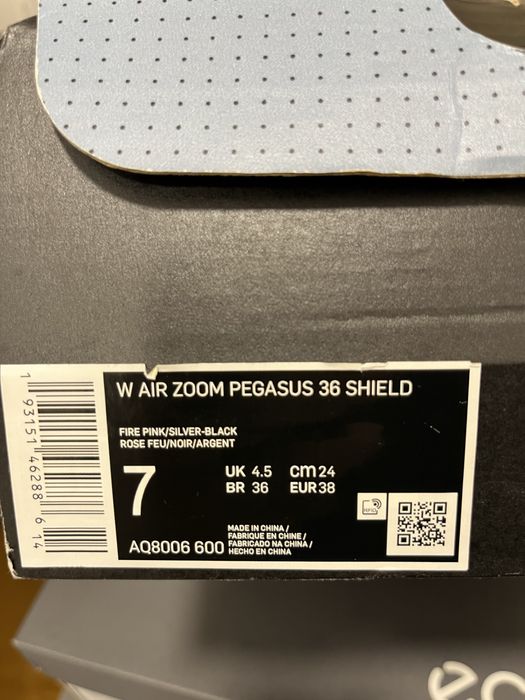 W AIR ZOOM PEGASUS 36 SHIELD
FIRE PINK/SILVER-BLACK
ROSE FEU/NOIR/ARGENT
7
UK 4.5 cm 24
BR 36 EUR 38
RFID
AQ8006 600
MADE IN CHINA /
FABRIQUE EN CHINE /
FABRICADO NA CHINA /
HECHO EN CHINA
1 93151 46288 6 14